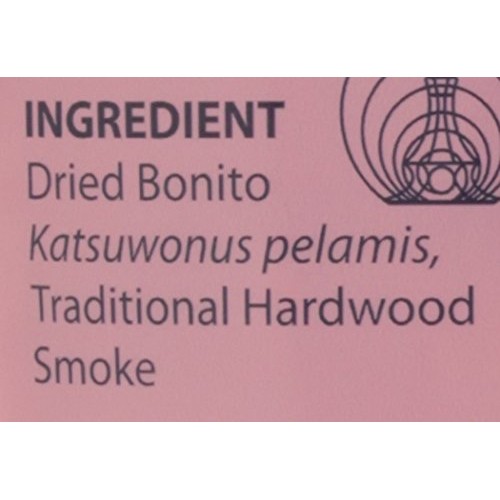 INGREDIENT
Dried Bonito
Katsuwonus pelamis,
Traditional Hardwood
Smoke